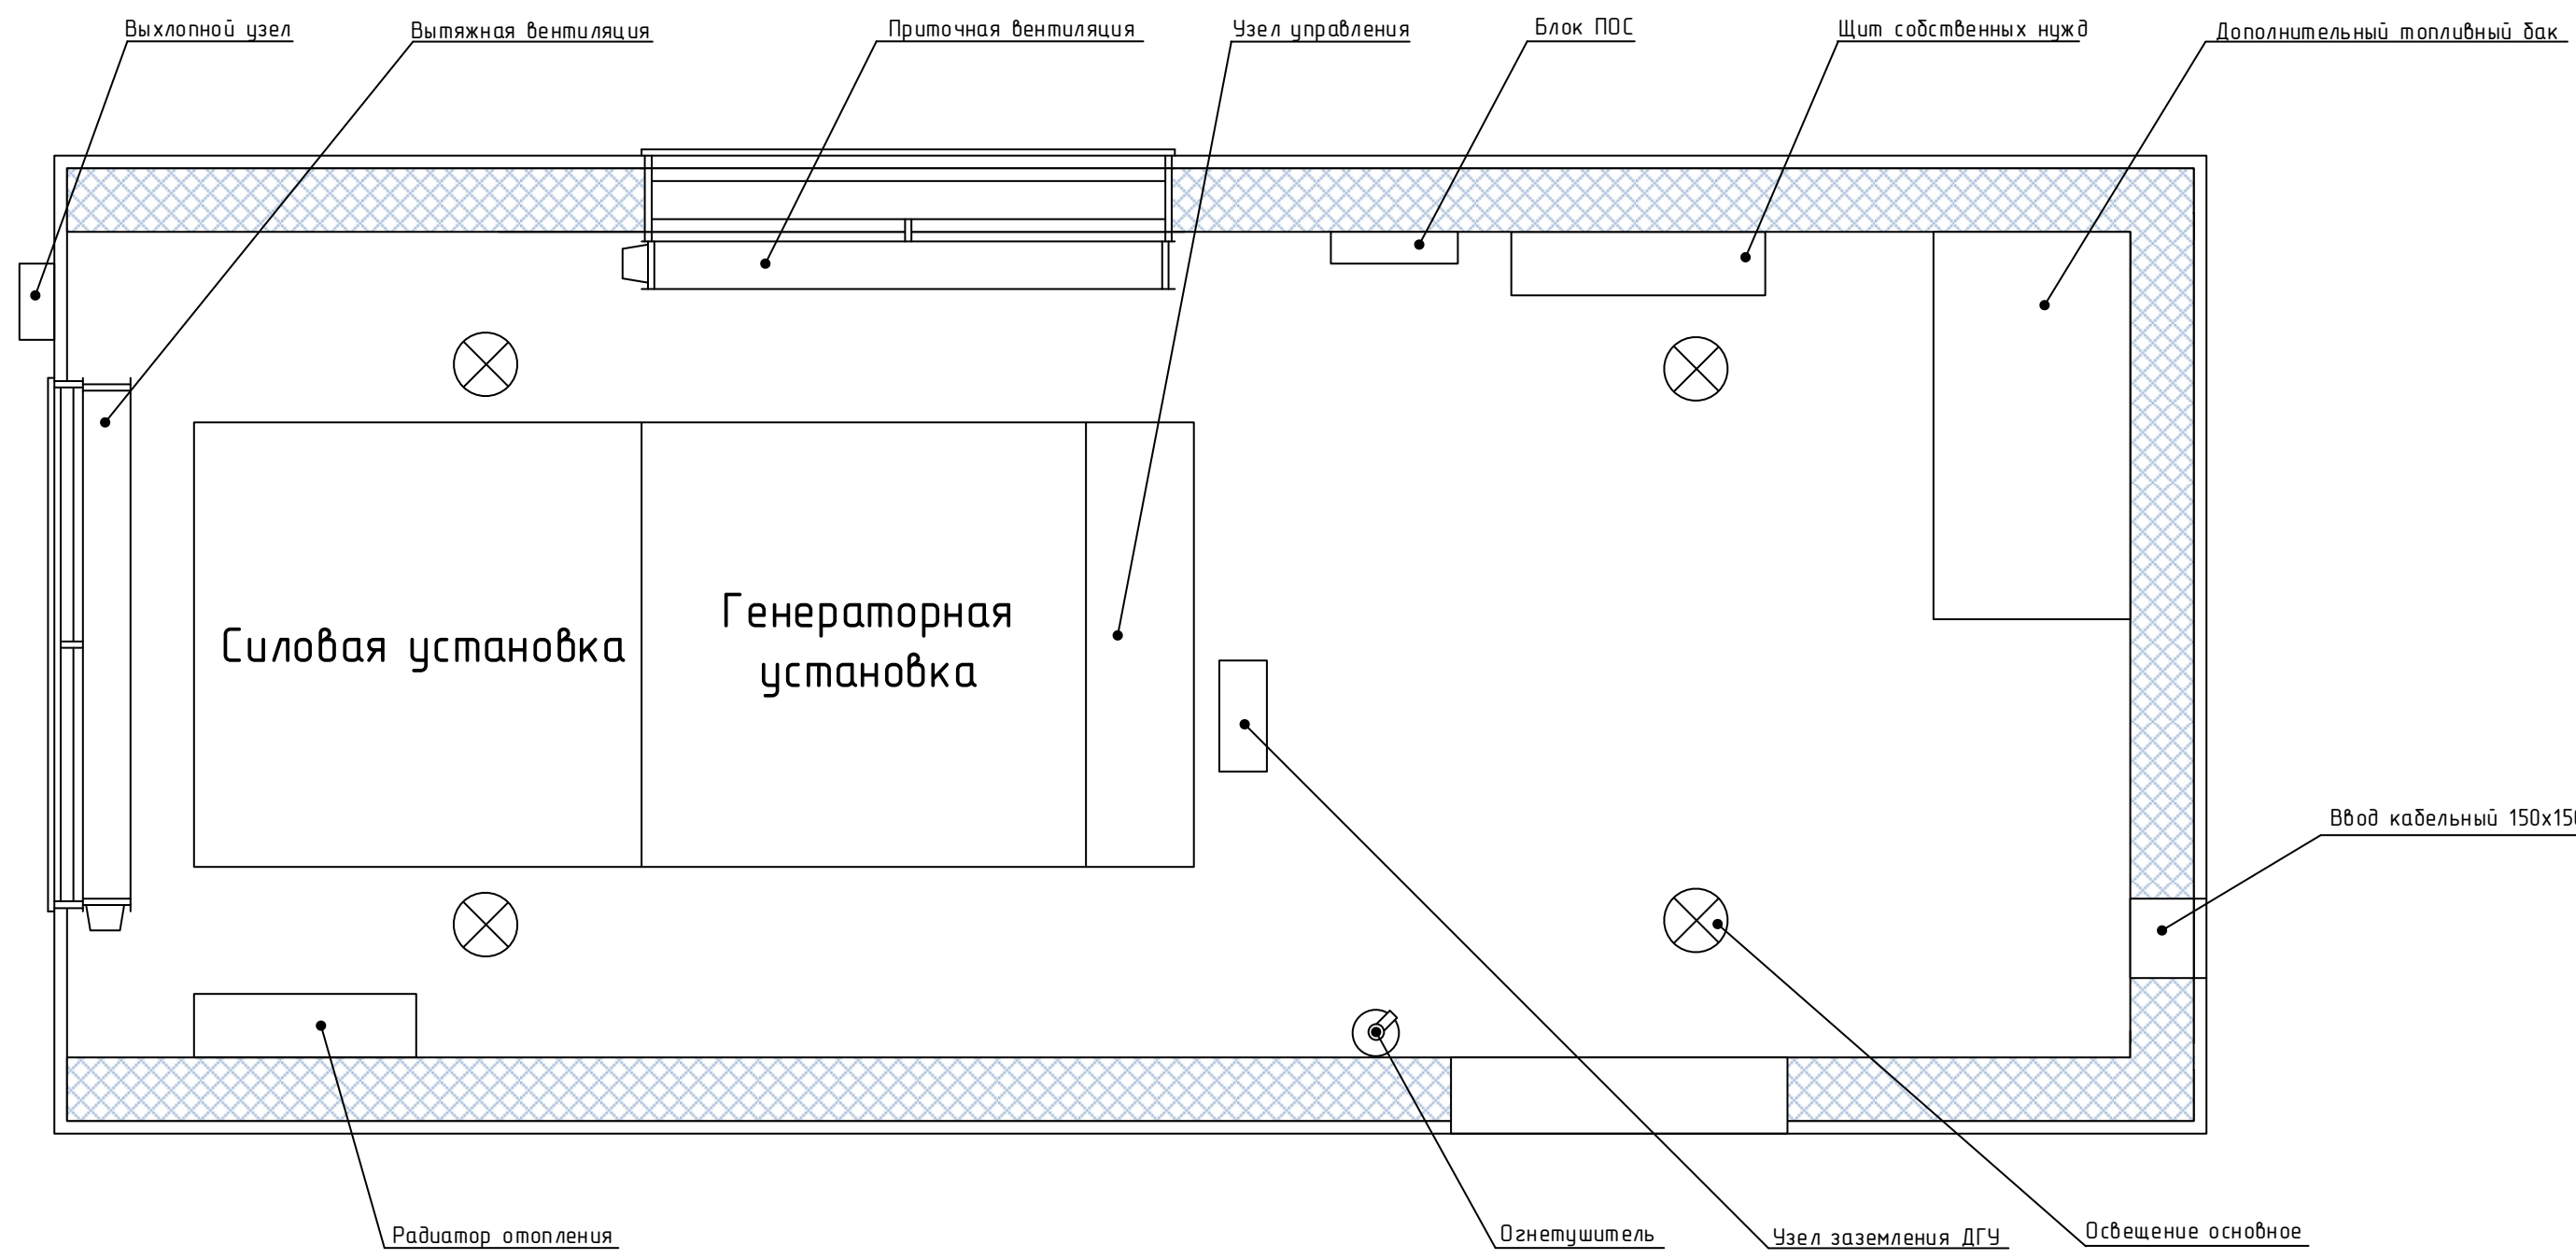 Выхлопной узел
Вытяжная вентиляция
Приточная вентиляция
Узел управления
Блок ПОС
Щит собственных нужд
Дополнительный топливный бак
Силовая установка
Генераторная
установка
Ввод кабельный 150х150
Радиатор отопления
Огнетушитель
Узел заземления ДГУ
Освещение основное